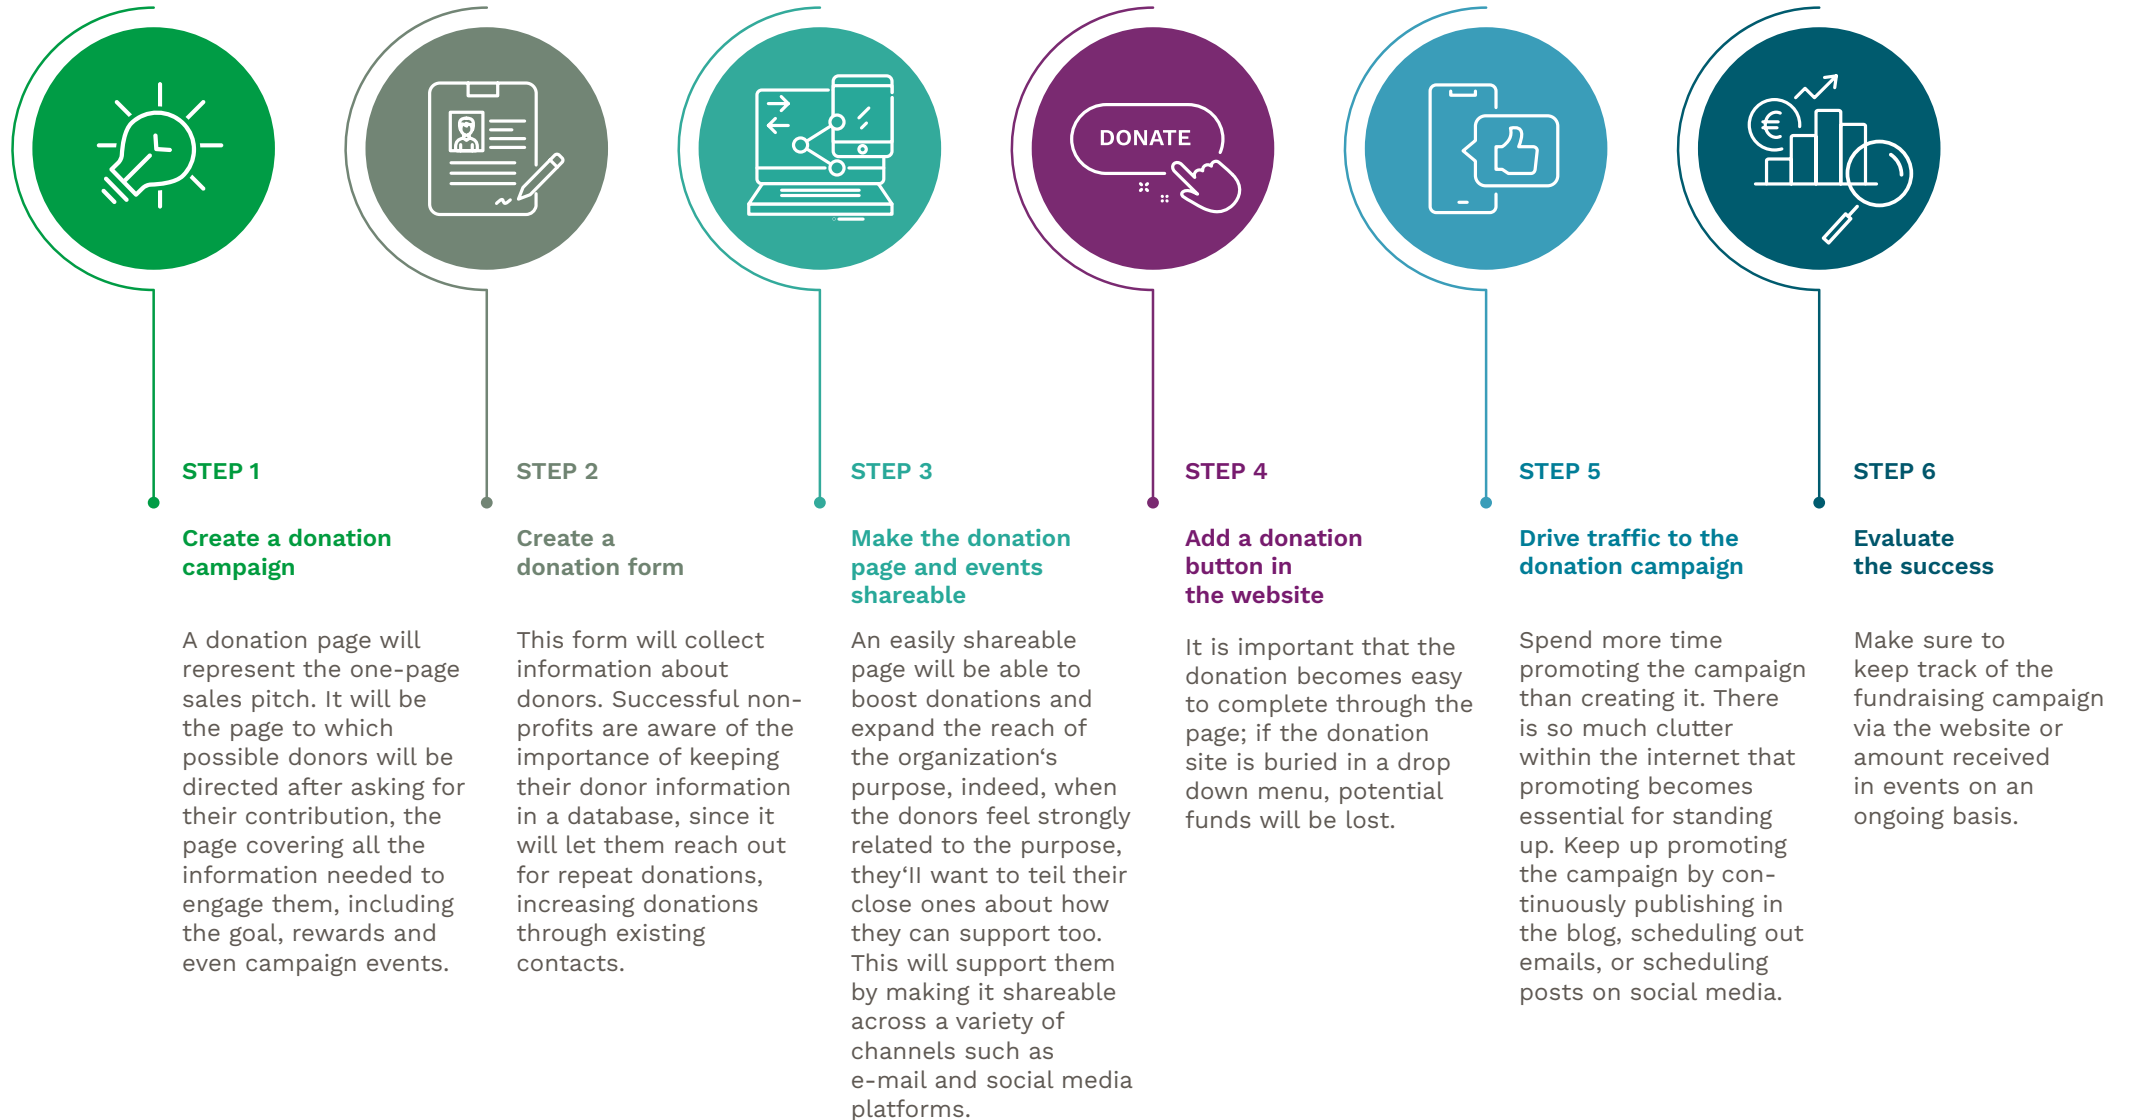 DONATE
€
STEP 1
Create a donation
campaign
A donation page will
represent the one-page
sales pitch. It will be
the page to which
possible donors will be
directed after asking for
their contribution, the
page covering all the
information needed to
engage them, including
the goal, rewards and
even campaign events.
STEP 2
Create a
donation form
This form will collect
information about
donors. Successful non-
profits are aware of the
importance of keeping
their donor information
in a database, since it
will let them reach out
for repeat donations,
increasing donations
through existing
contacts.
STEP 3
Make the donation
page and events
shareable
An easily shareable
page will be able to
boost donations and
expand the reach of
the organization‘s
purpose, indeed, when
the donors feel strongly
related to the purpose,
they‘II want to teil their
close ones about how
they can support too.
This will support them
by making it shareable
across a variety of
channels such as
e-mail and social media
platforms.
STEP 4
Add a donation
button in
the website
It is important that the
donation becomes easy
to complete through the
page; if the donation
site is buried in a drop
down menu, potential
funds will be lost.
STEP 5
Drive traffic to the
donation campaign
Spend more time
promoting the campaign
than creating it. There
is so much clutter
within the internet that
promoting becomes
essential for standing
up. Keep up promoting
the campaign by con-
tinuously publishing in
the blog, scheduling out
emails, or scheduling
posts on social media.
STEP 6
Evaluate
the success
Make sure to
keep track of the
fundraising campaign
via the website or
amount received
in events on an
ongoing basis.